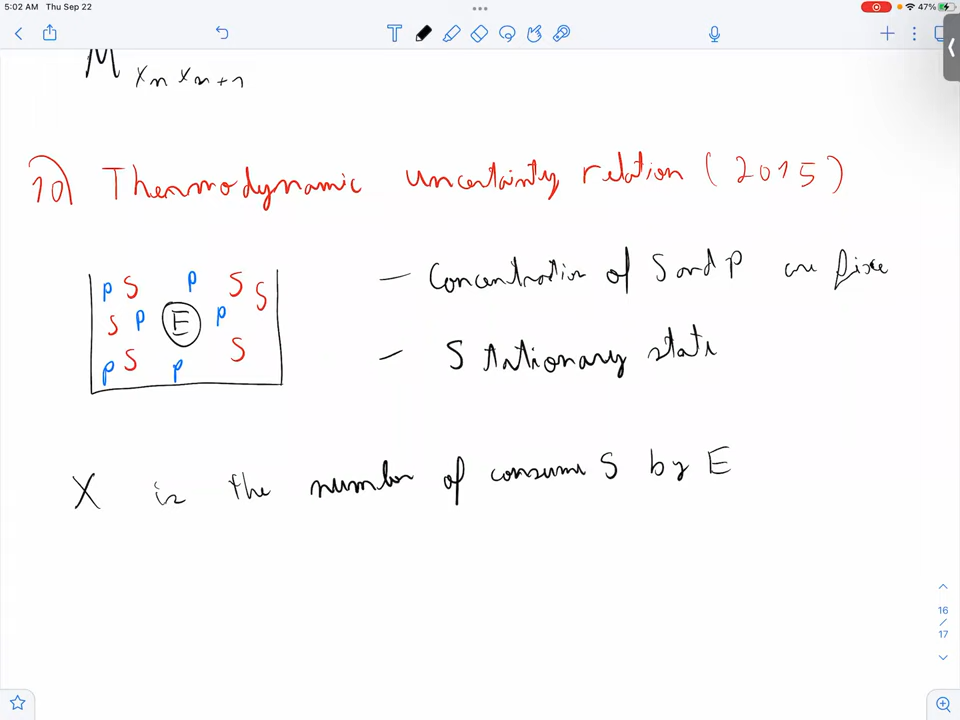 5:02 AM Thu Sep 22
47%
M Xn Xn+1
10) Thermodynamic uncertainty relation (2015)
P S P S S
S P E P
P S P S
— Concentration of S and P are fixe
— Stationary state
X is the number of consume S by E
16
/
17